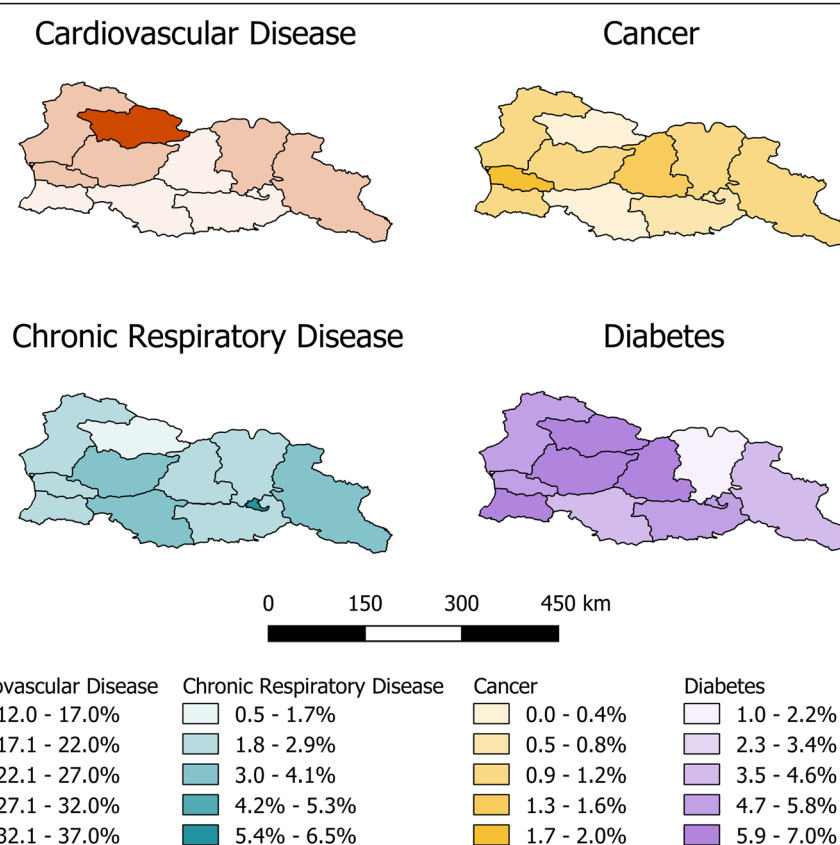 Cardiovascular Disease
Cancer
Chronic Respiratory Disease
Diabetes
0 150 300 450 km
ovascular Disease
12.0 - 17.0%
17.1 - 22.0%
22.1 - 27.0%
27.1 - 32.0%
32.1 - 37.0%
Chronic Respiratory Disease
0.5 - 1.7%
1.8 - 2.9%
3.0 - 4.1%
4.2% - 5.3%
5.4% - 6.5%
Cancer
0.0 - 0.4%
0.5 - 0.8%
0.9 - 1.2%
1.3 - 1.6%
1.7 - 2.0%
Diabetes
1.0 - 2.2%
2.3 - 3.4%
3.5 - 4.6%
4.7 - 5.8%
5.9 - 7.0%